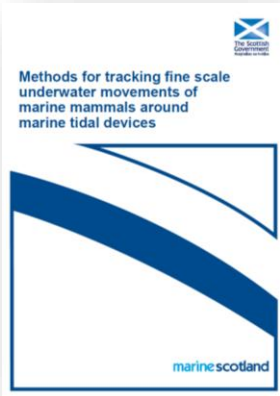 The Scottish
Government
Methods for tracking fine scale
underwater movements of
marine mammals around
marine tidal devices
marinescotland